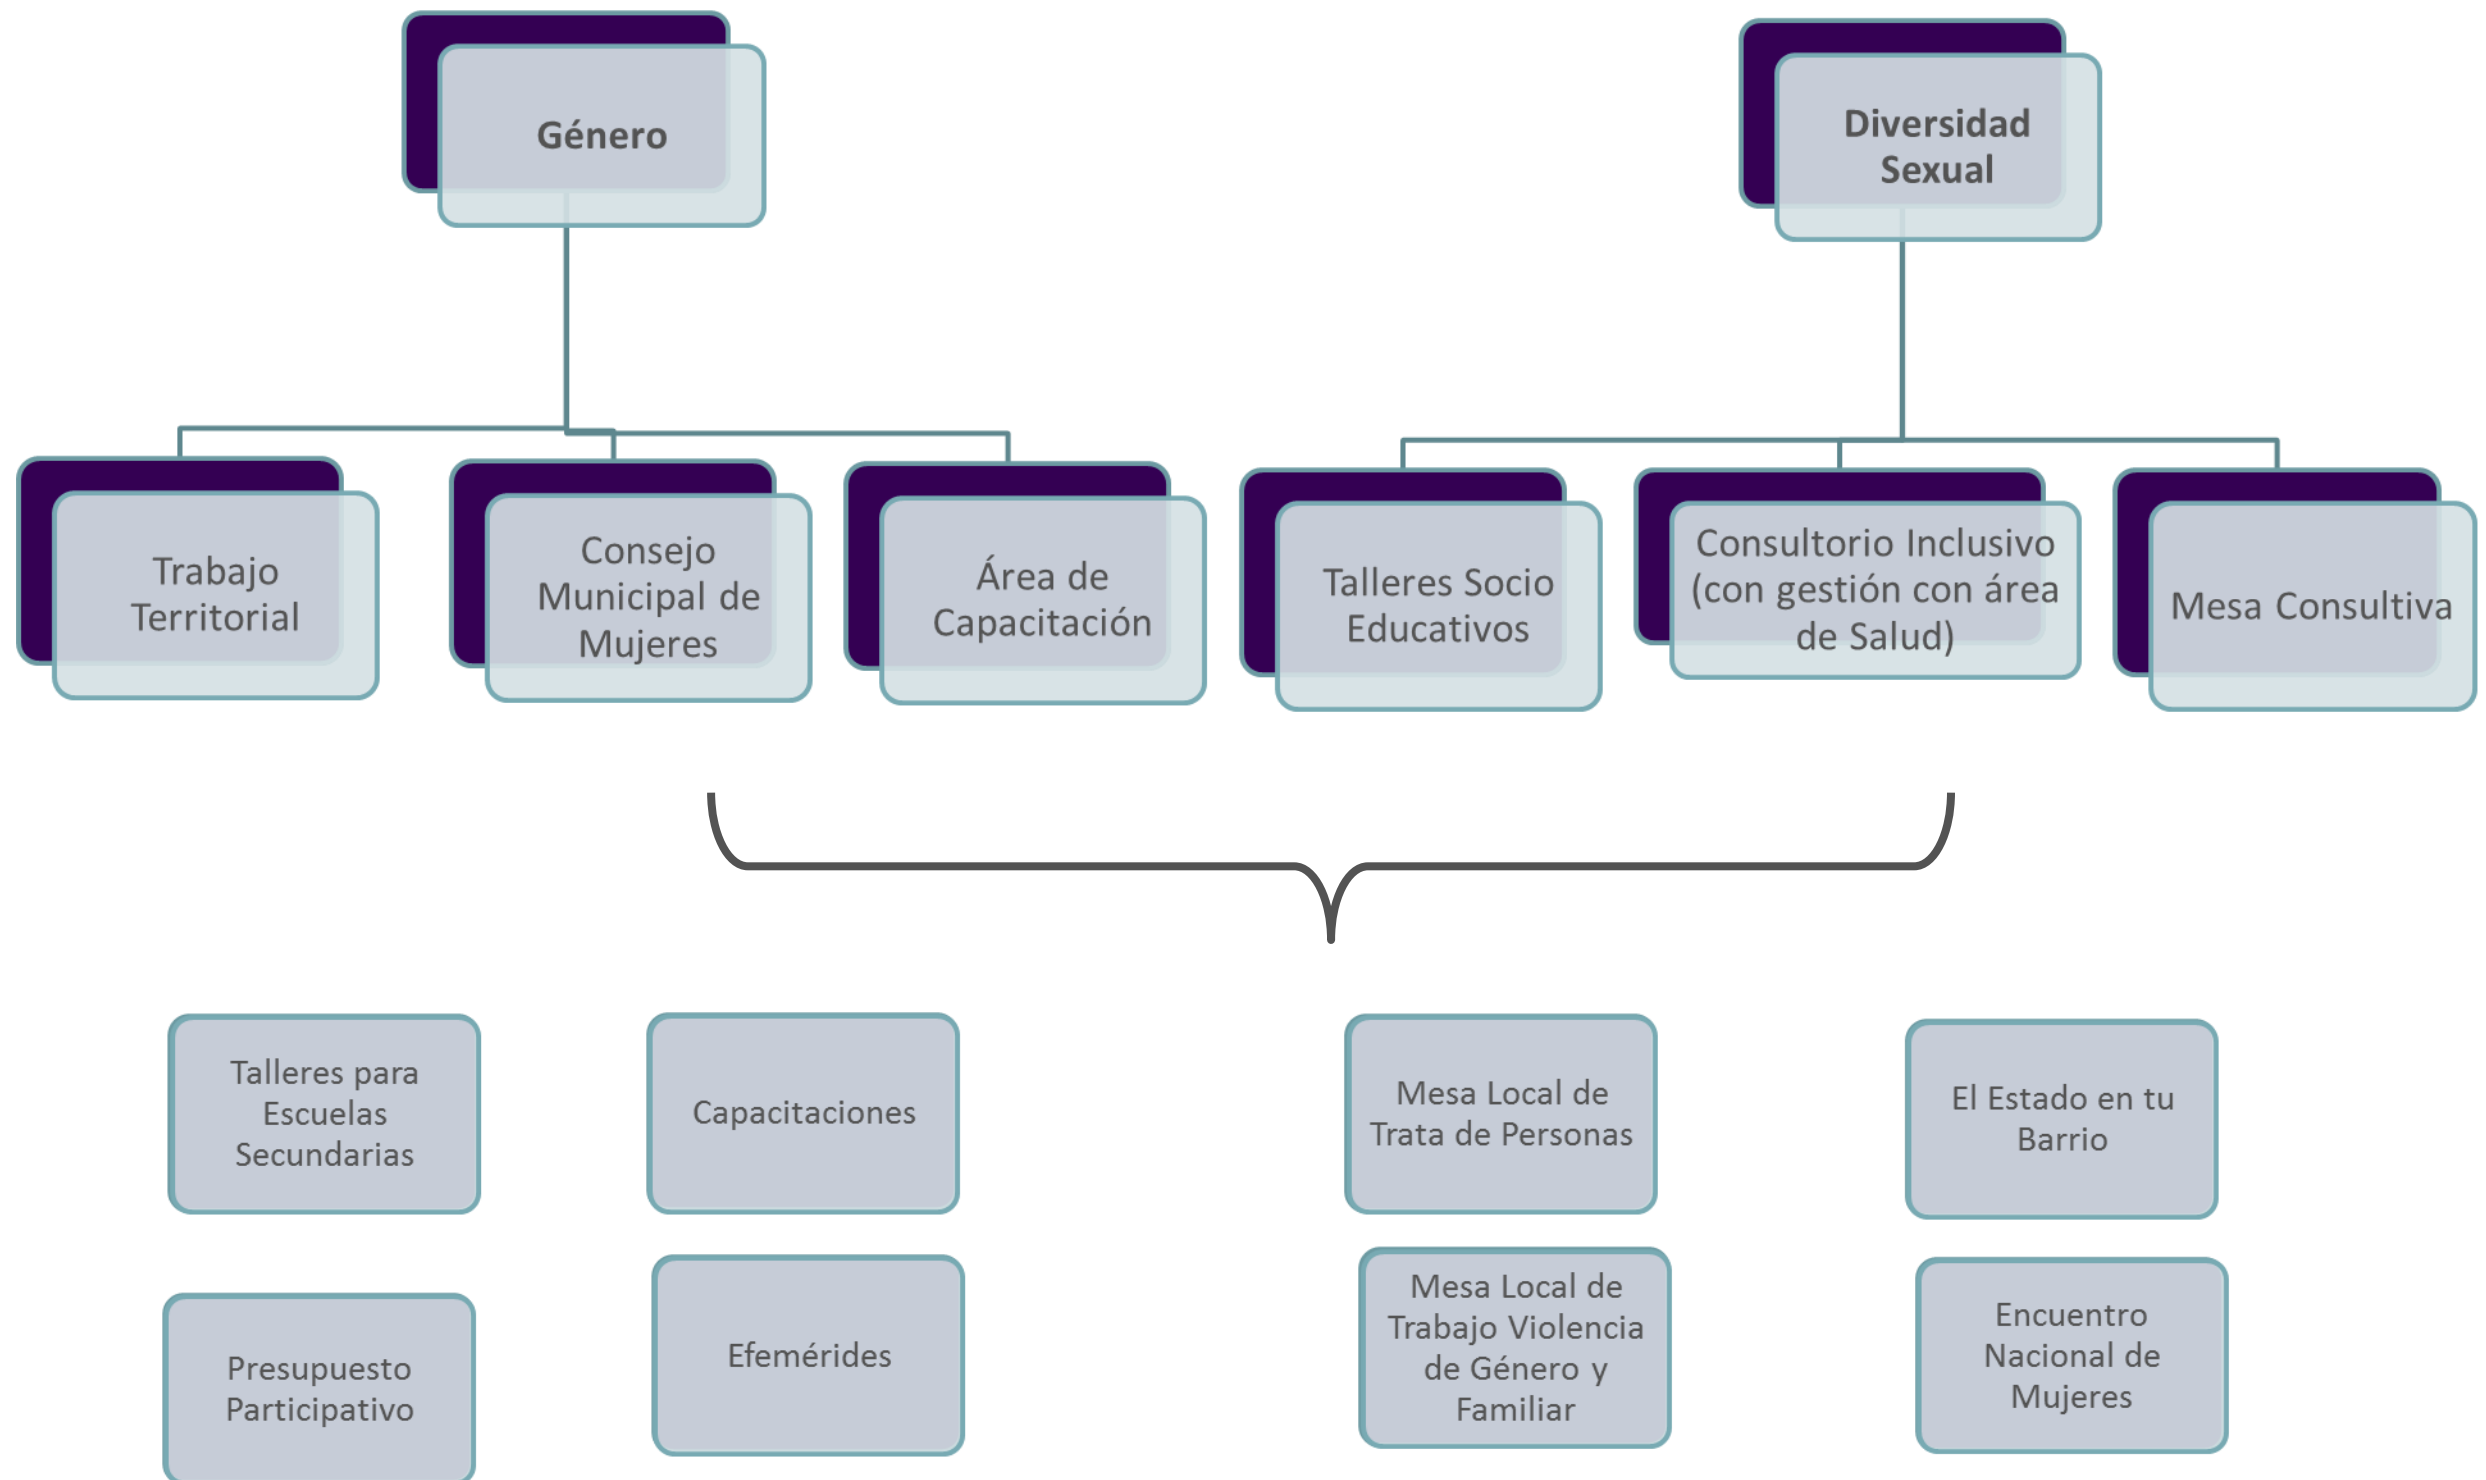 Género
Diversidad
Sexual
Trabajo
Territorial
Consejo
Municipal de
Mujeres
Área de
Capacitación
Talleres Socio
Educativos
Consultorio Inclusivo
(con gestión con área
de Salud)
Mesa Consultiva
Talleres para
Escuelas
Secundarias
Capacitaciones
Mesa Local de
Trata de Personas
El Estado en tu
Barrio
Presupuesto
Participativo
Efemérides
Mesa Local de
Trabajo Violencia
de Género y
Familiar
Encuentro
Nacional de
Mujeres